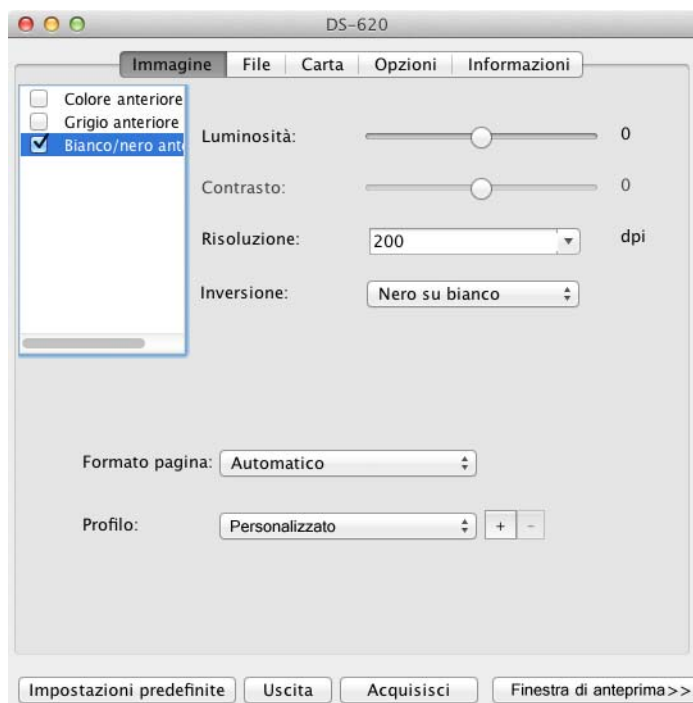 DS-620
Immagine File Carta Opzioni Informazioni
Colore anteriore
Grigio anteriore
Bianco/nero ante
Luminosità: 0
Contrasto: 0
Risoluzione: 200 dpi
Inversione: Nero su bianco
Formato pagina: Automatico
Profilo: Personalizzato + -
Impostazioni predefinite Uscita Acquisisci Finestra di anteprima>>